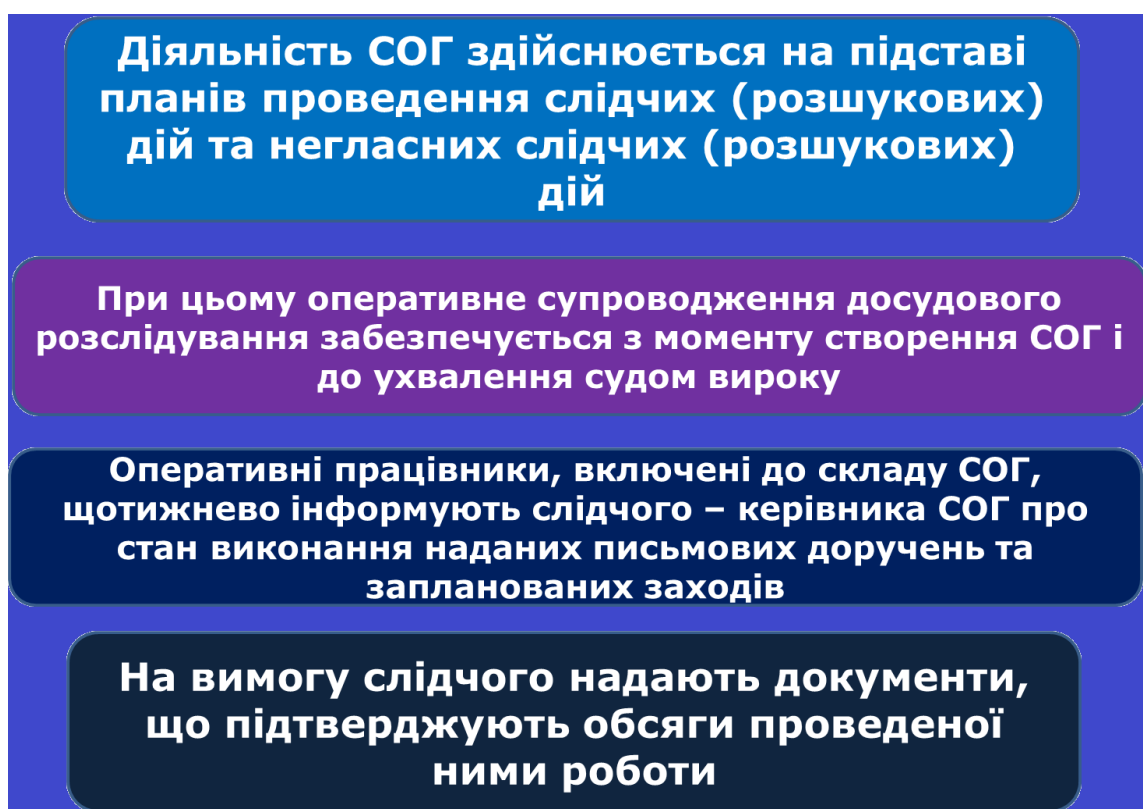 Діяльність СОГ здійснюється на підставі
планів проведення слідчих (розшукових)
дій та негласних слідчих (розшукових)
дій
При цьому оперативне супроводження досудового
розслідування забезпечується з моменту створення СОГ і
до ухвалення судом вироку
Оперативні працівники, включені до складу СОГ,
щотижнево інформують слідчого – керівника СОГ про
стан виконання наданих письмових доручень та
запланованих заходів
На вимогу слідчого надають документи,
що підтверджують обсяги проведеної
ними роботи